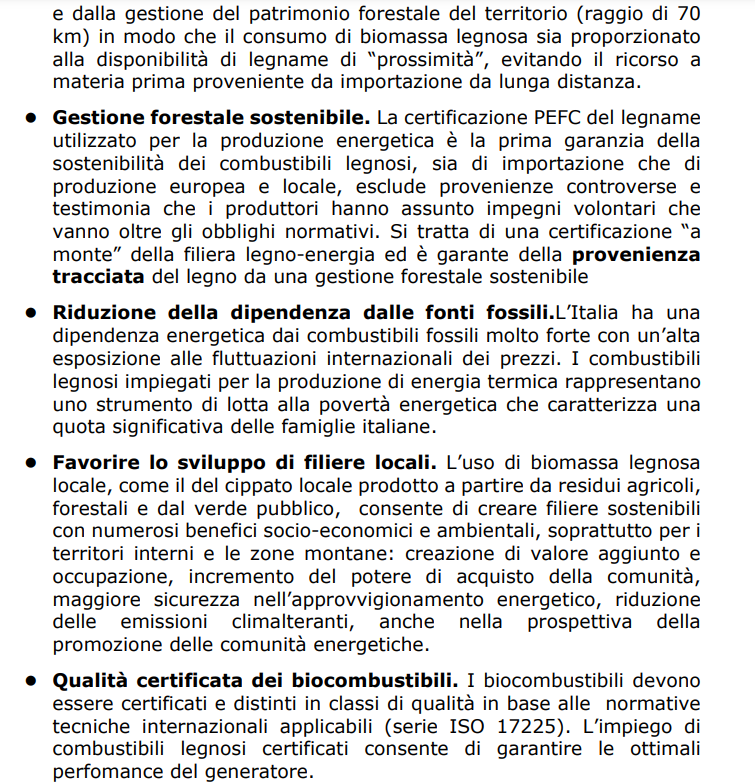 e dalla gestione del patrimonio forestale del territorio (raggio di 70
km) in modo che il consumo di biomassa legnosa sia proporzionato
alla disponibilità di legname di “prossimità”, evitando il ricorso a
materia prima proveniente da importazione da lunga distanza.
● Gestione forestale sostenibile. La certificazione PEFC del legname
utilizzato per la produzione energetica è la prima garanzia della
sostenibilità dei combustibili legnosi, sia di importazione che di
produzione europea e locale, esclude provenienze controverse e
testimonia che i produttori hanno assunto impegni volontari che
vanno oltre gli obblighi normativi. Si tratta di una certificazione “a
monte” della filiera legno-energia ed è garante della provenienza
tracciata del legno da una gestione forestale sostenibile
● Riduzione della dipendenza dalle fonti fossili.L’Italia ha una
dipendenza energetica dai combustibili fossili molto forte con un’alta
esposizione alle fluttuazioni internazionali dei prezzi. I combustibili
legnosi impiegati per la produzione di energia termica rappresentano
uno strumento di lotta alla povertà energetica che caratterizza una
quota significativa delle famiglie italiane.
● Favorire lo sviluppo di filiere locali. L’uso di biomassa legnosa
locale, come il del cippato locale prodotto a partire da residui agricoli,
forestali e dal verde pubblico, consente di creare filiere sostenibili
con numerosi benefici socio-economici e ambientali, soprattutto per i
territori interni e le zone montane: creazione di valore aggiunto e
occupazione, incremento del potere di acquisto della comunità,
maggiore sicurezza nell’approvvigionamento energetico, riduzione
delle emissioni climalteranti, anche nella prospettiva della
promozione delle comunità energetiche.
● Qualità certificata dei biocombustibili. I biocombustibili devono
essere certificati e distinti in classi di qualità in base alle normative
tecniche internazionali applicabili (serie ISO 17225). L’impiego di
combustibili legnosi certificati consente di garantire le ottimali
perfomance del generatore.